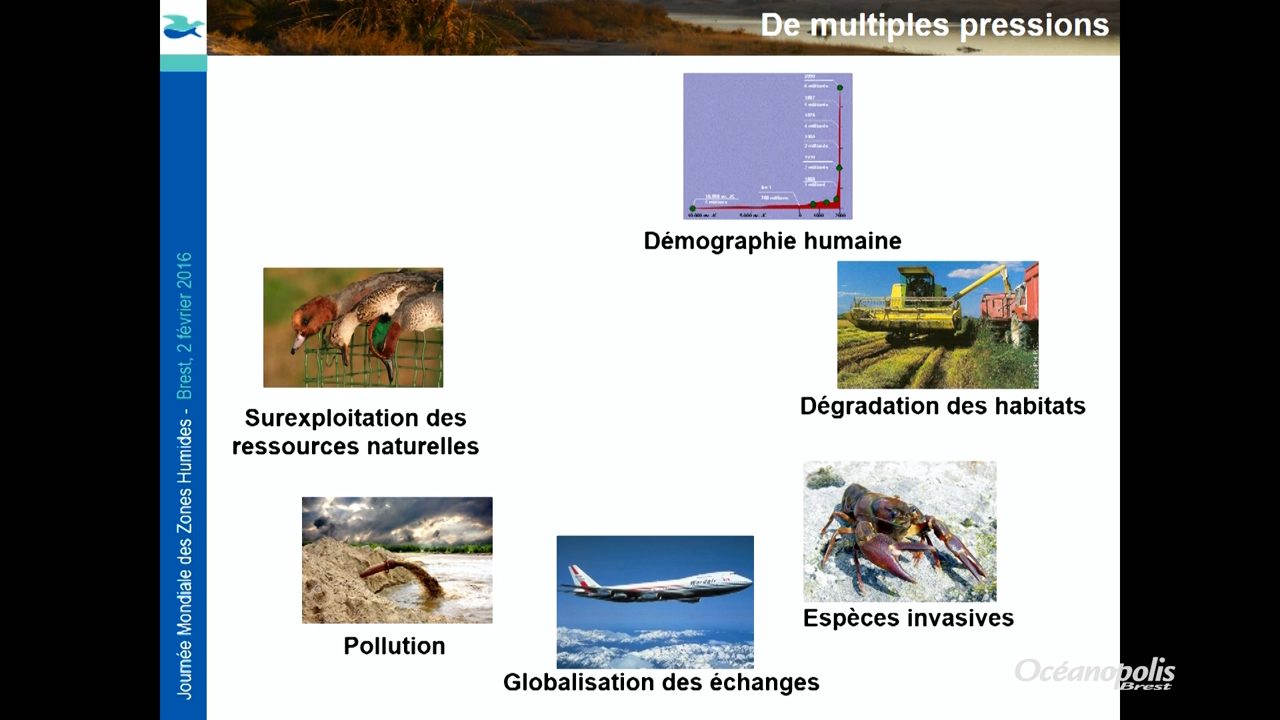 De multiples pressions
Démographie humaine
Dégradation des habitats
Surexploitation des
ressources naturelles
Espèces invasives
Pollution
Globalisation des échanges
Journée Mondiale des Zones Humides - Brest, 2 février 2016
Océanopolis
Brest